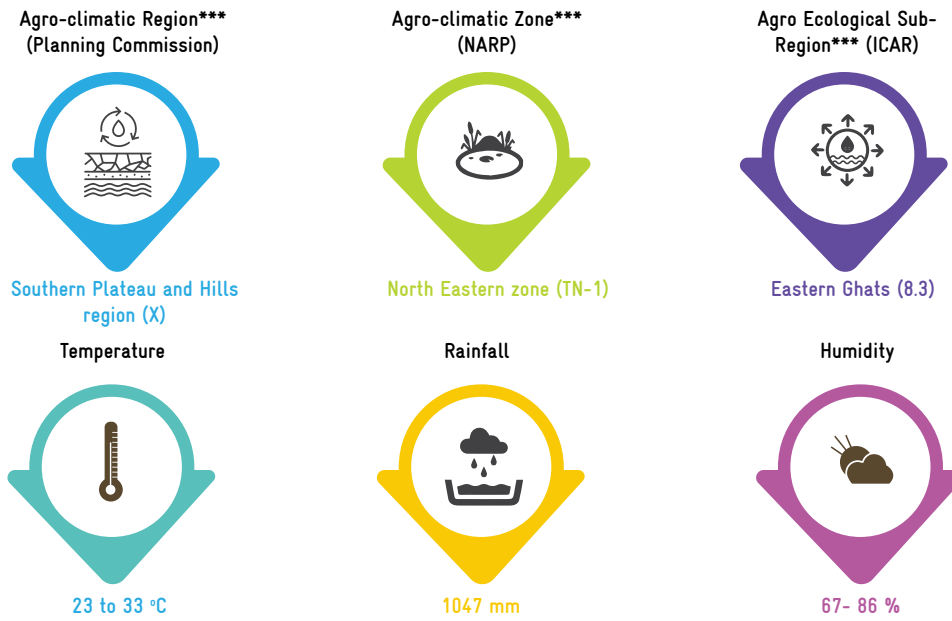 Agro-climatic Region***
(Planning Commission)
Agro-climatic Zone***
(NARP)
Agro Ecological Sub-
Region*** (ICAR)
Southern Plateau and Hills
region (X)
North Eastern zone (TN-1)
Eastern Ghats (8.3)
Temperature
Rainfall
Humidity
23 to 33 ºC
1047 mm
67- 86 %